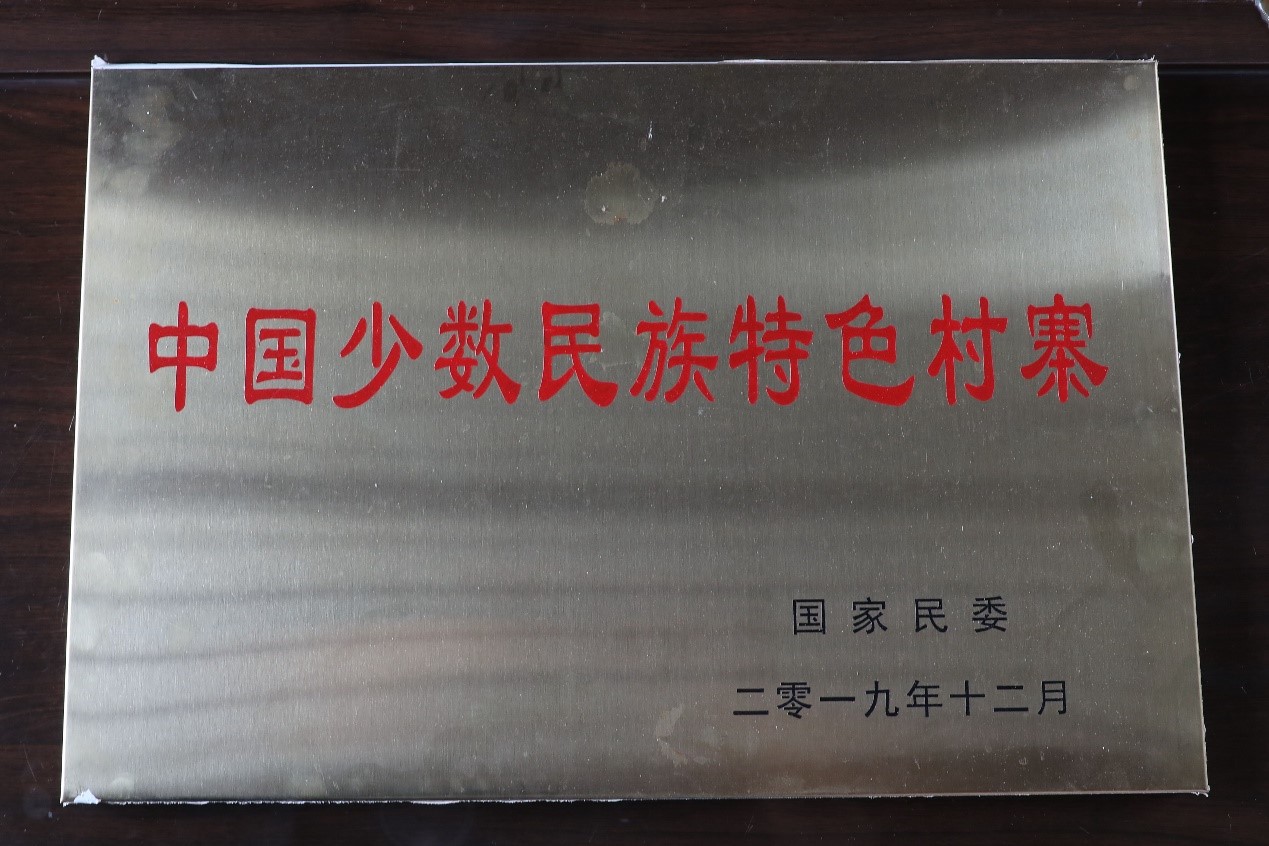 中国少数民族特色村寨
国家民委
二零一九年十二月